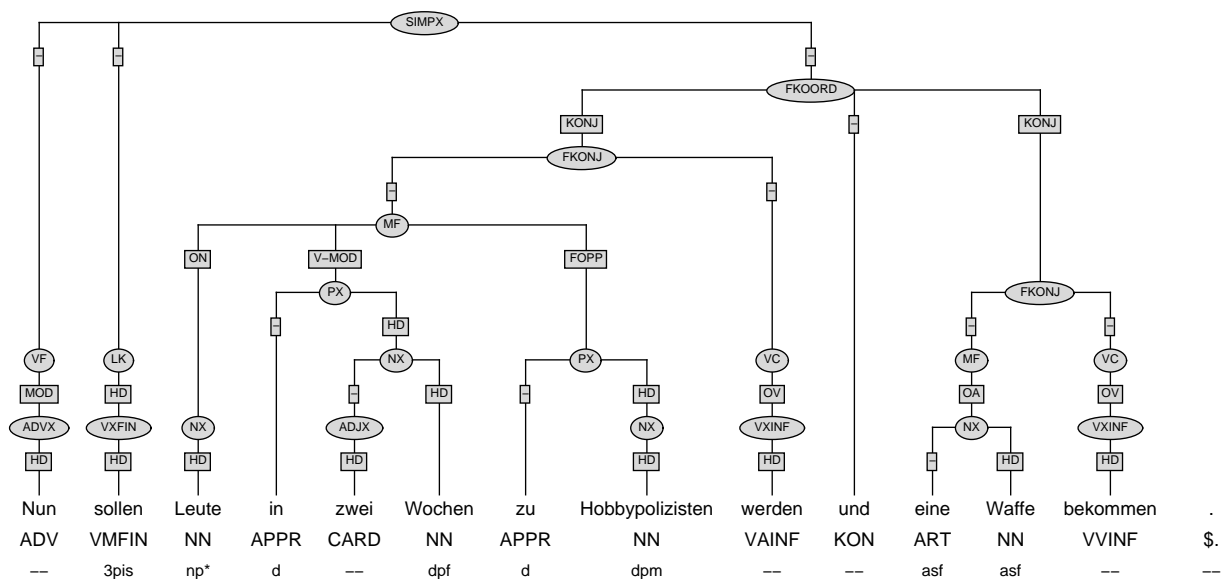 SIMPX
– – –
FKOORD
KONJ – KONJ
FKONJ
– –
MF
ON V–MOD FOPP
PX FKONJ
– HD – –
VF LK NX PX VC MF VC
MOD HD – HD – HD OV OA OV
ADVX VXFIN NX ADJX NX VXINF NX VXINF
HD HD HD HD HD HD – HD HD
Nun sollen Leute in zwei Wochen zu Hobbypolizisten werden und eine Waffe bekommen .
ADV VMFIN NN APPR CARD NN APPR NN VAINF KON ART NN VVINF $.
−− 3pis np* d −− dpf d dpm −− −− asf asf −− −−